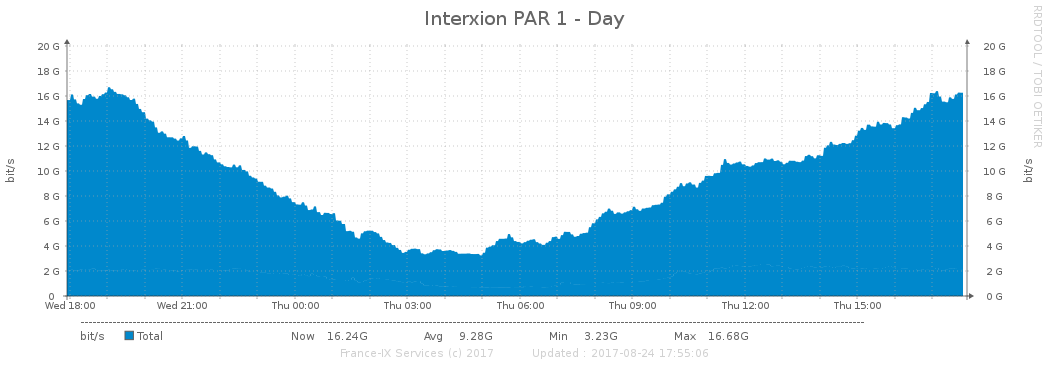 Interxion PAR 1 - Day
RRDTOOL / TOBI OETIKER
20 G 20 G
18 G 18 G
16 G 16 G
14 G 14 G
12 G 12 G
10 G 10 G
8 G 8 G
6 G 6 G
4 G 4 G
2 G 2 G
0 0 G
bit/s
bit/s
Wed 18:00 Wed 21:00 Thu 00:00 Thu 03:00 Thu 06:00 Thu 09:00 Thu 12:00 Thu 15:00
bit/s Total Now 16.24G Avg 9.28G Min 3.23G Max 16.68G
France-IX Services (c) 2017 Updated : 2017-08-24 17:55:06